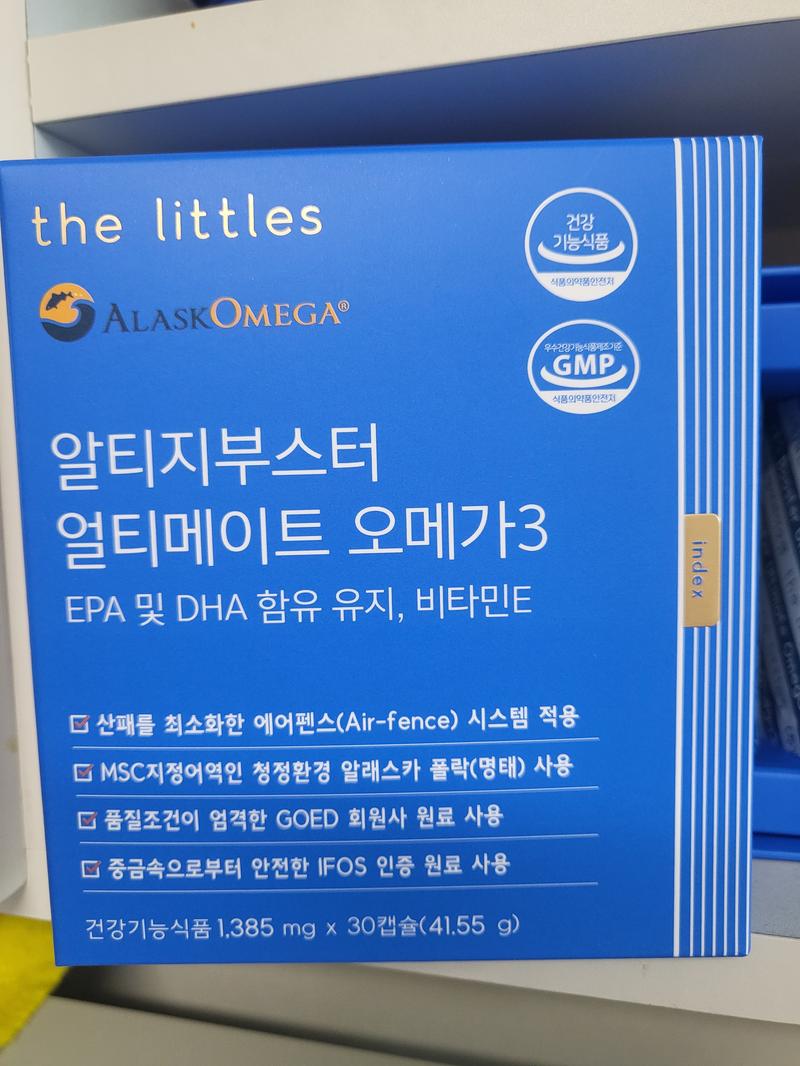 the littles
ALASKOMEGA®
건강
기능식품
식품의약품안전처
우수건강기능식품제조기준
GMP
식품의약품안전처
알티지부스터
얼티메이트 오메가3
EPA 및 DHA 함유 유지, 비타민E
index
산패를 최소화한 에어펜스(Air-fence) 시스템 적용
MSC지정어역인 청정환경 알래스카 폴락(명태) 사용
품질조건이 엄격한 GOED 회원사 원료 사용
중금속으로부터 안전한 IFOS 인증 원료 사용
건강기능식품 1,385 mg x 30캡슐(41.55 g)